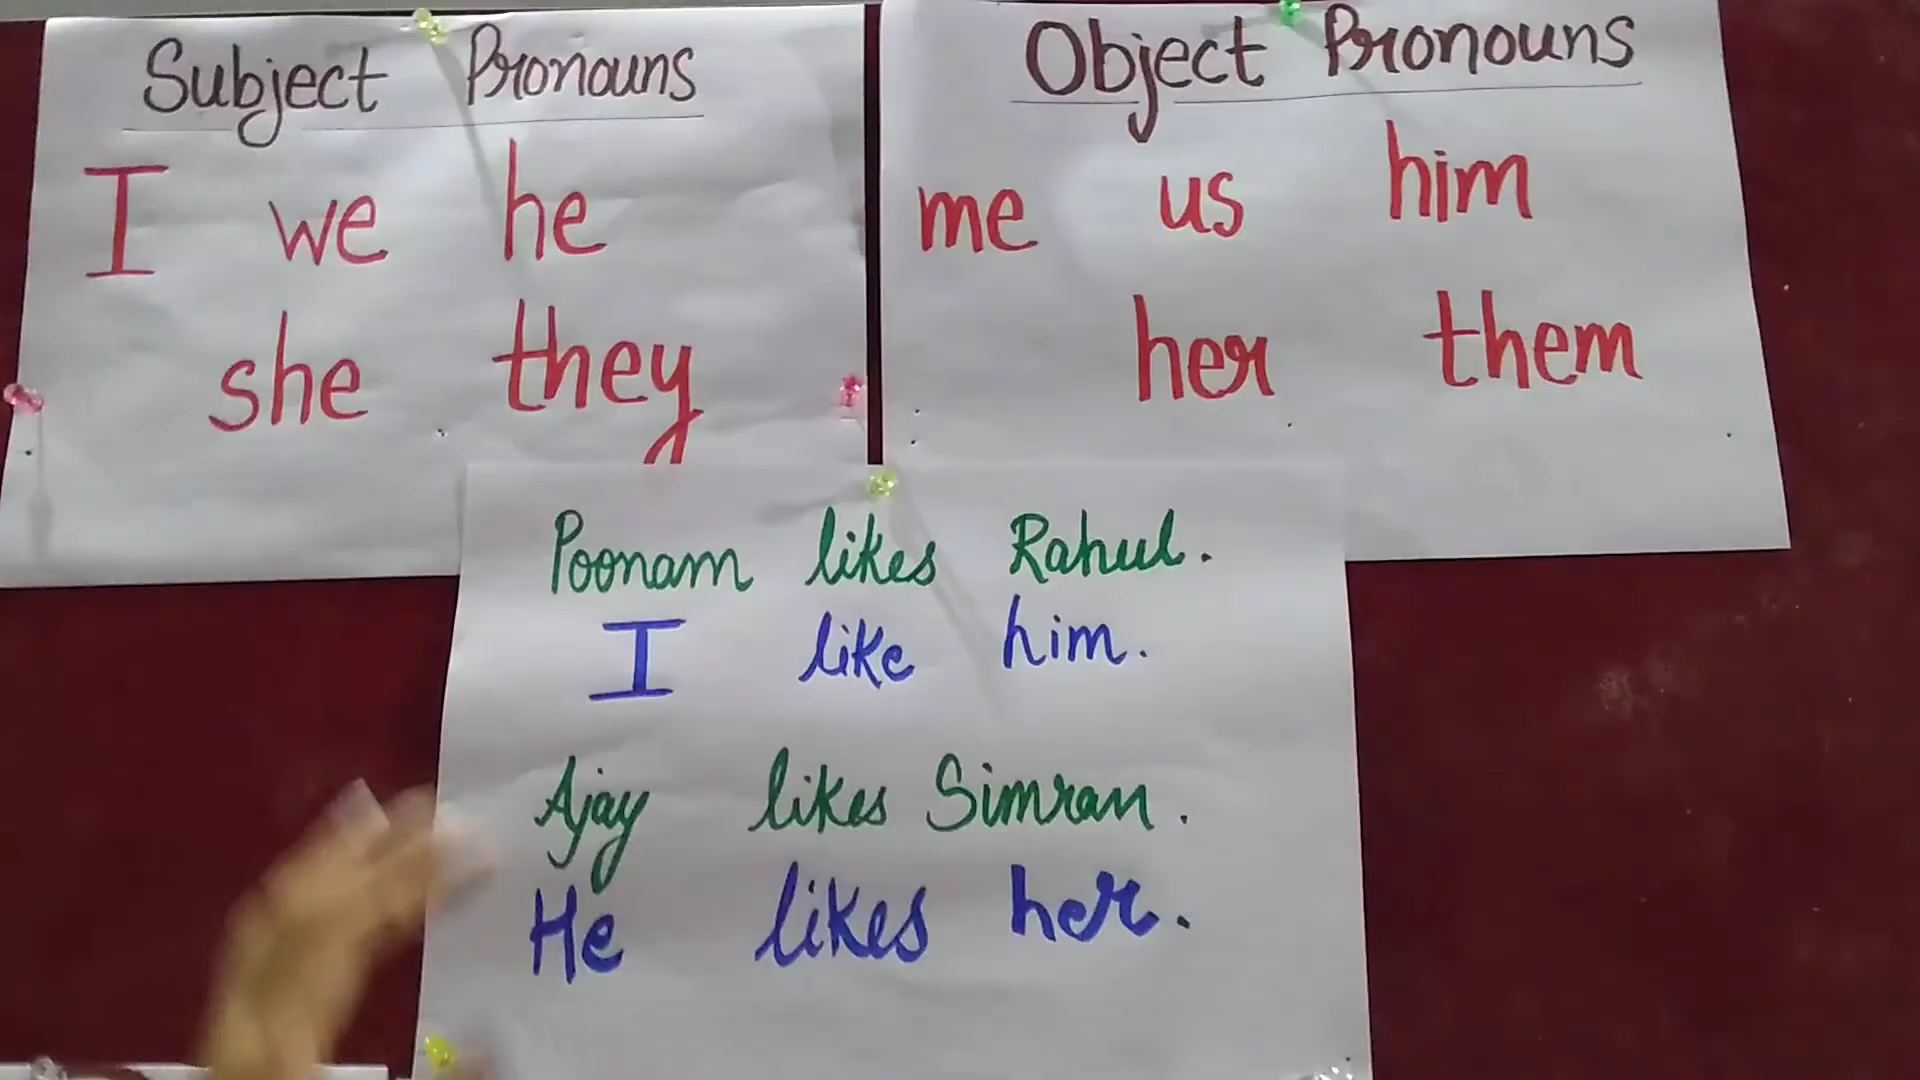 Subject Pronouns
I we he
she they
Object Pronouns
me us him
her them
Poonam likes Rahul.
I like him.
Ajay likes Simran.
He likes her.